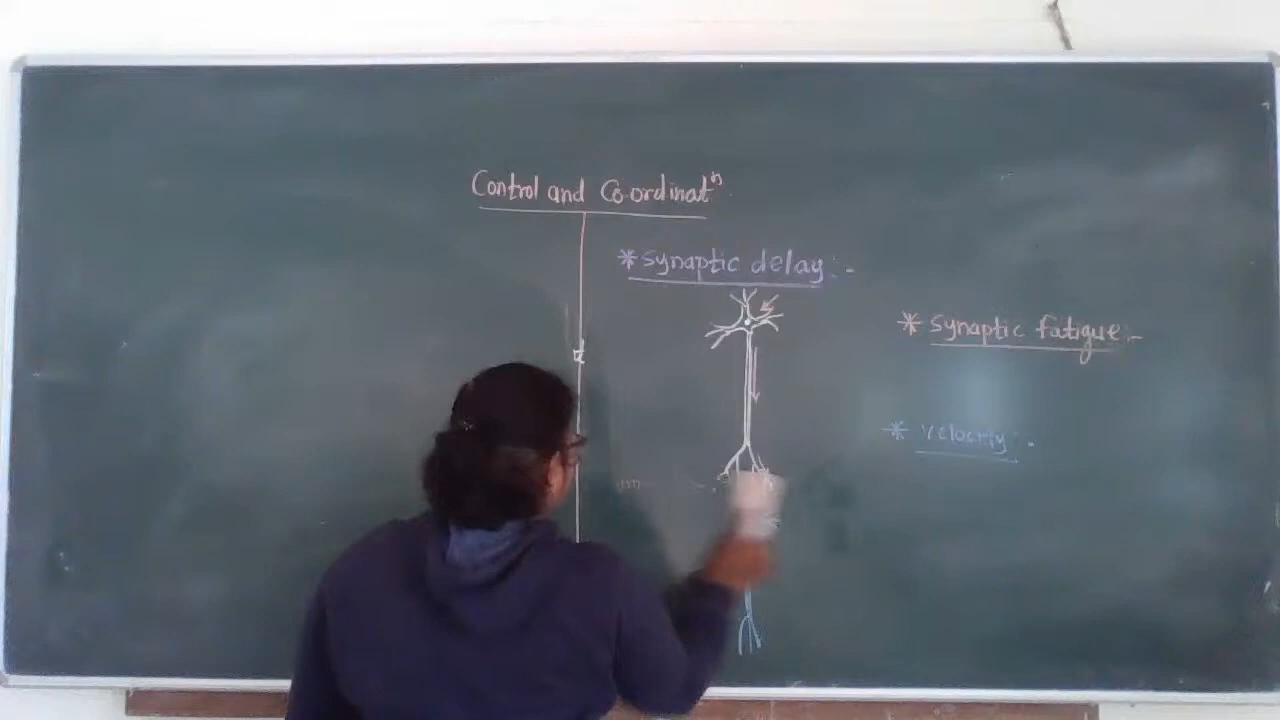 Control and Co-ordinatⁿ.
* Synaptic delay :-
* Synaptic fatigue :-
* Velocity :-